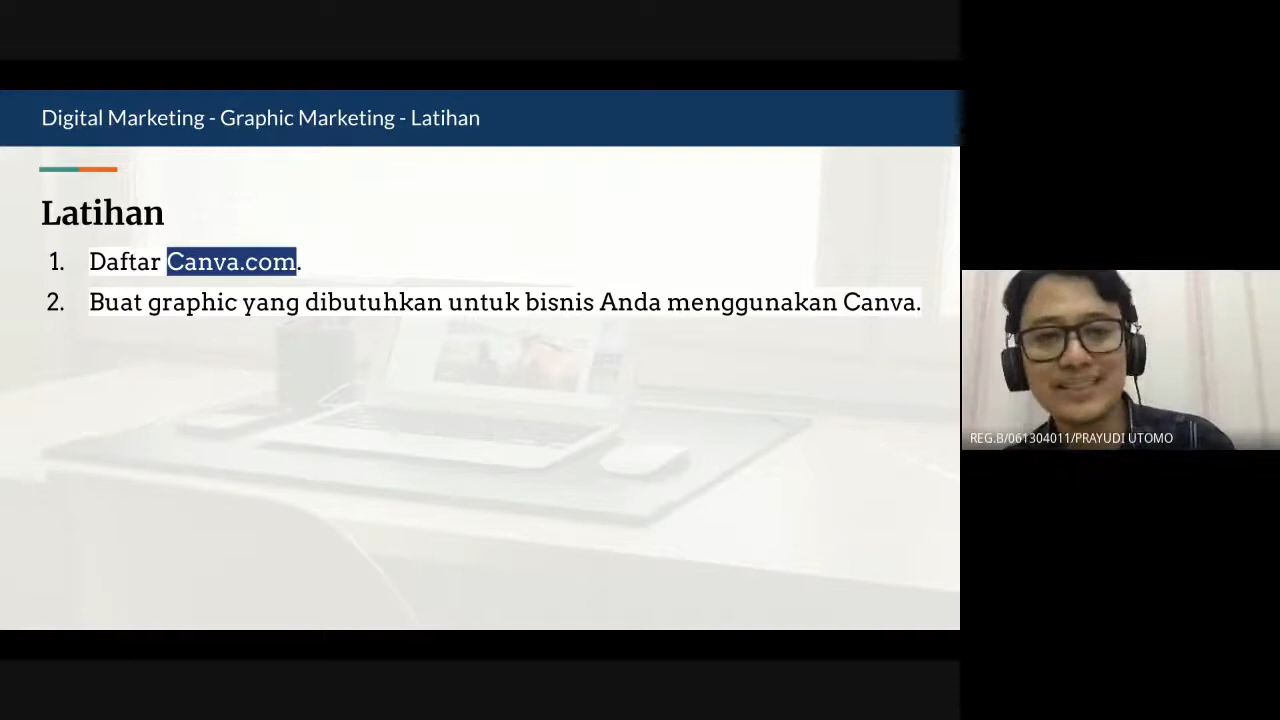 Digital Marketing - Graphic Marketing - Latihan
Latihan
1. Daftar Canva.com.
2. Buat graphic yang dibutuhkan untuk bisnis Anda menggunakan Canva.
REG.B/061304011/PRAYUDI UTOMO